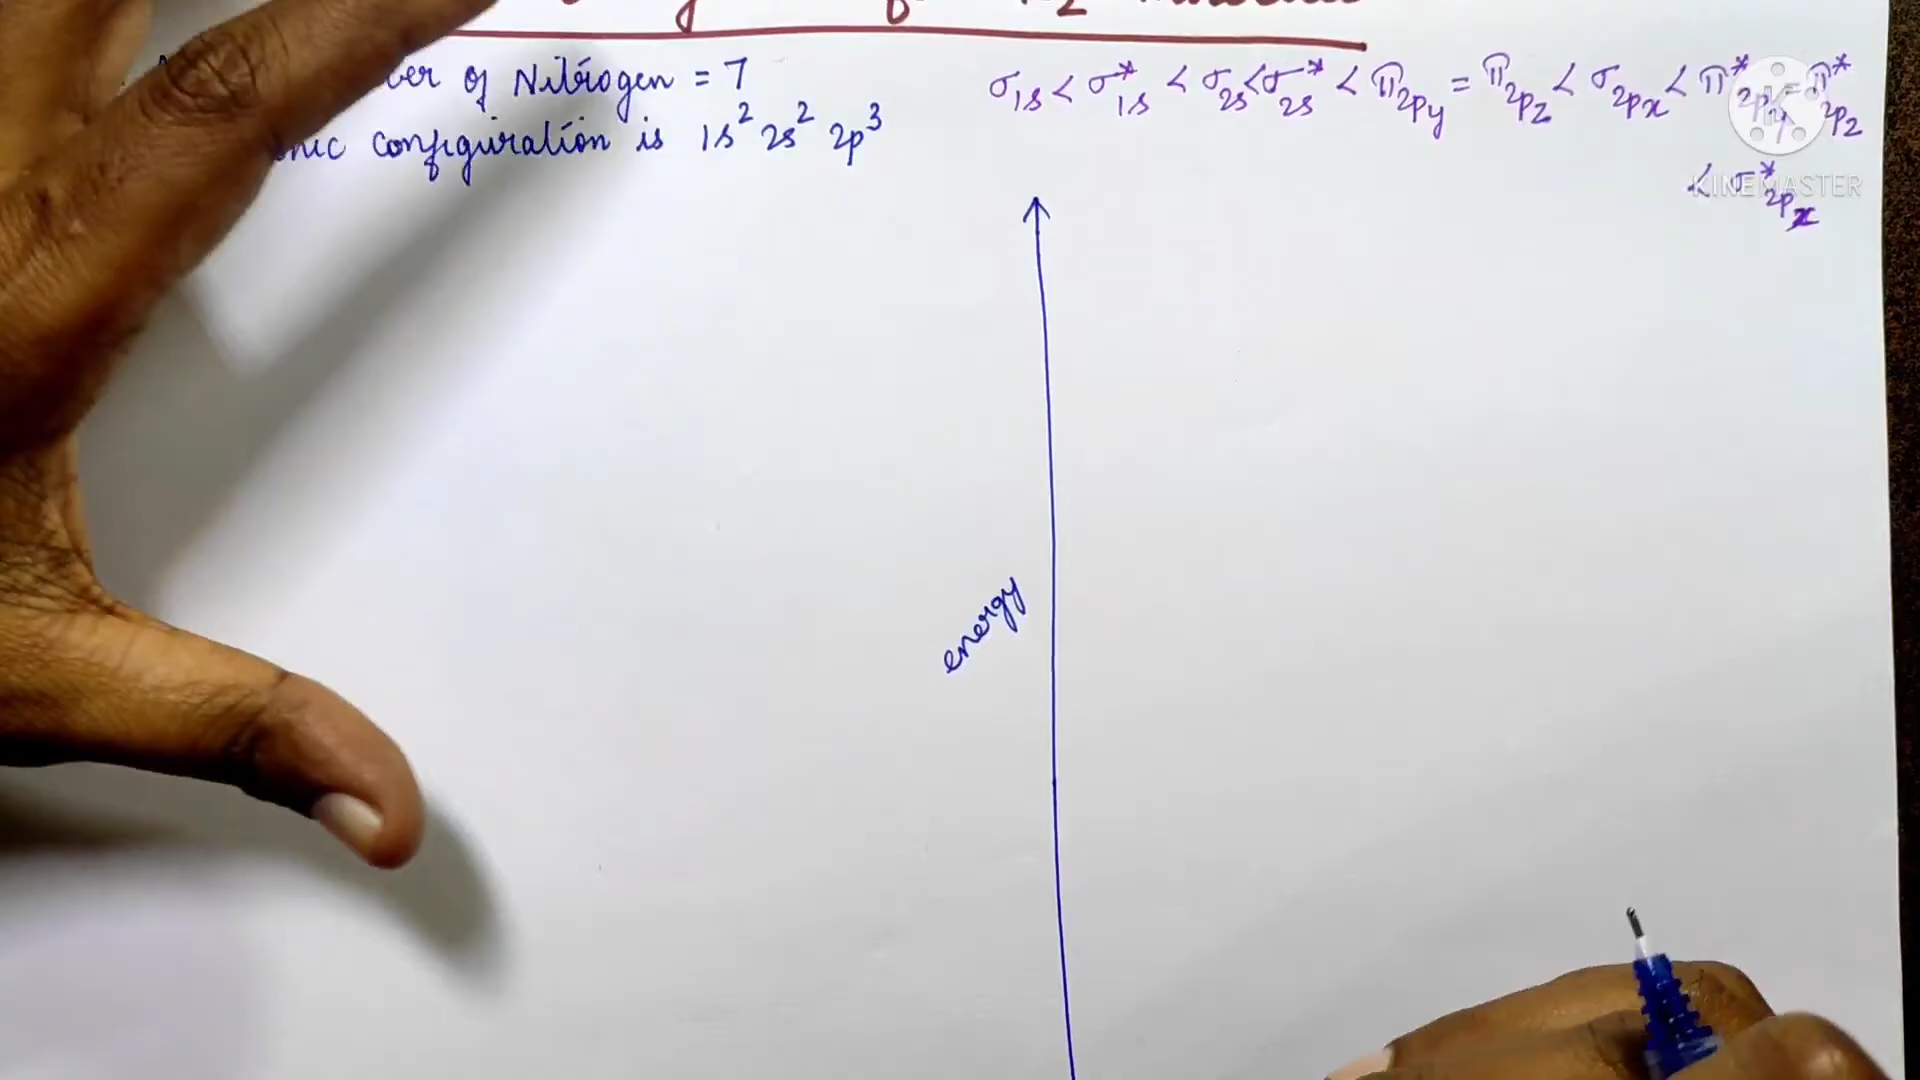 N₂
of Nitrogen = 7
configuration is 1s² 2s² 2p³
σ1s < σ*1s < σ2s < σ*2s < π2py = π2pz < σ2px < π*2py = π*2pz
< σ*2px
KINEMASTER
energy